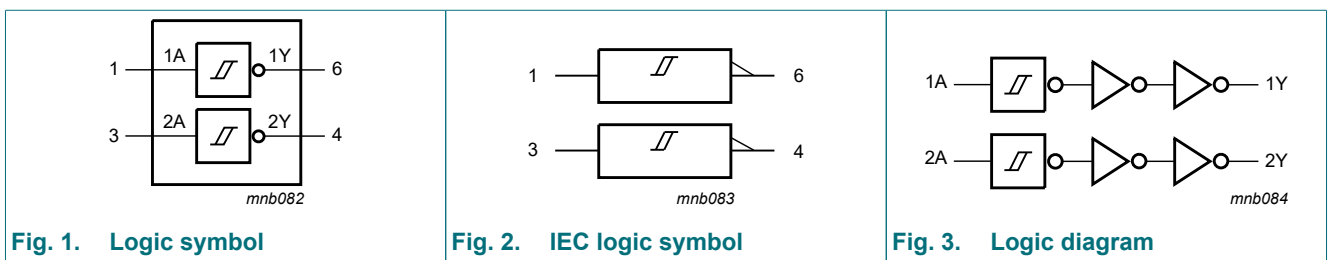 1 1A 1Y 6
3 2A 2Y 4
mnb082
Fig. 1. Logic symbol
1 6
3 4
mnb083
Fig. 2. IEC logic symbol
1A 1Y
2A 2Y
mnb084
Fig. 3. Logic diagram